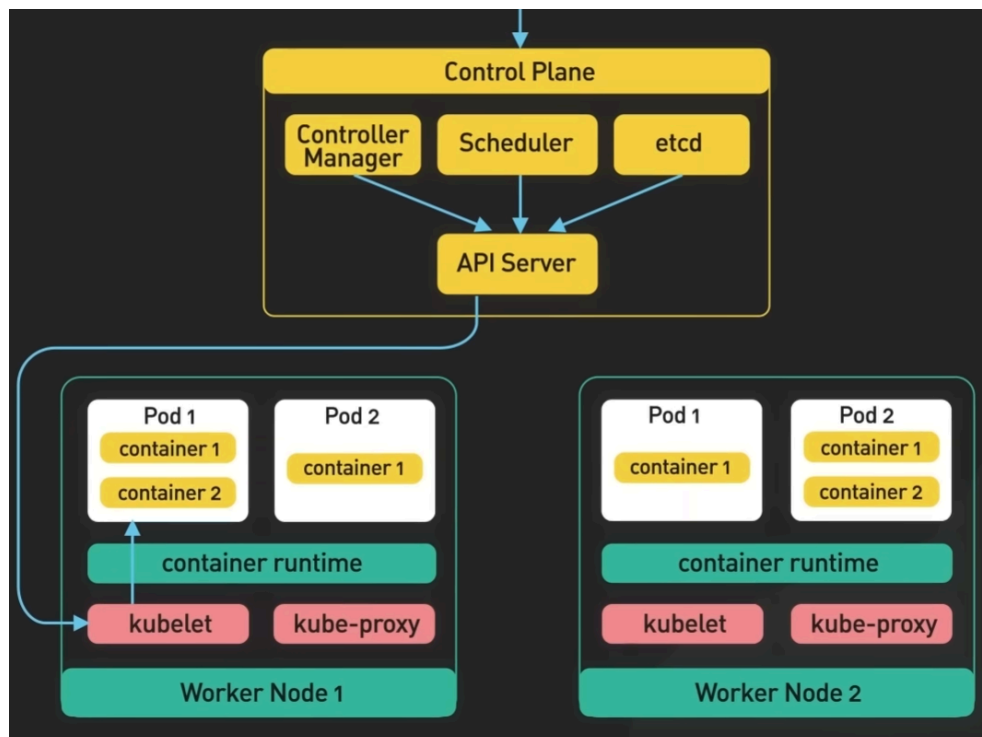 Control Plane
Controller
Manager
Scheduler
etcd
API Server
Pod 1
container 1
container 2
Pod 2
container 1
container runtime
kubelet
kube-proxy
Worker Node 1
Pod 1
container 1
Pod 2
container 1
container 2
container runtime
kubelet
kube-proxy
Worker Node 2